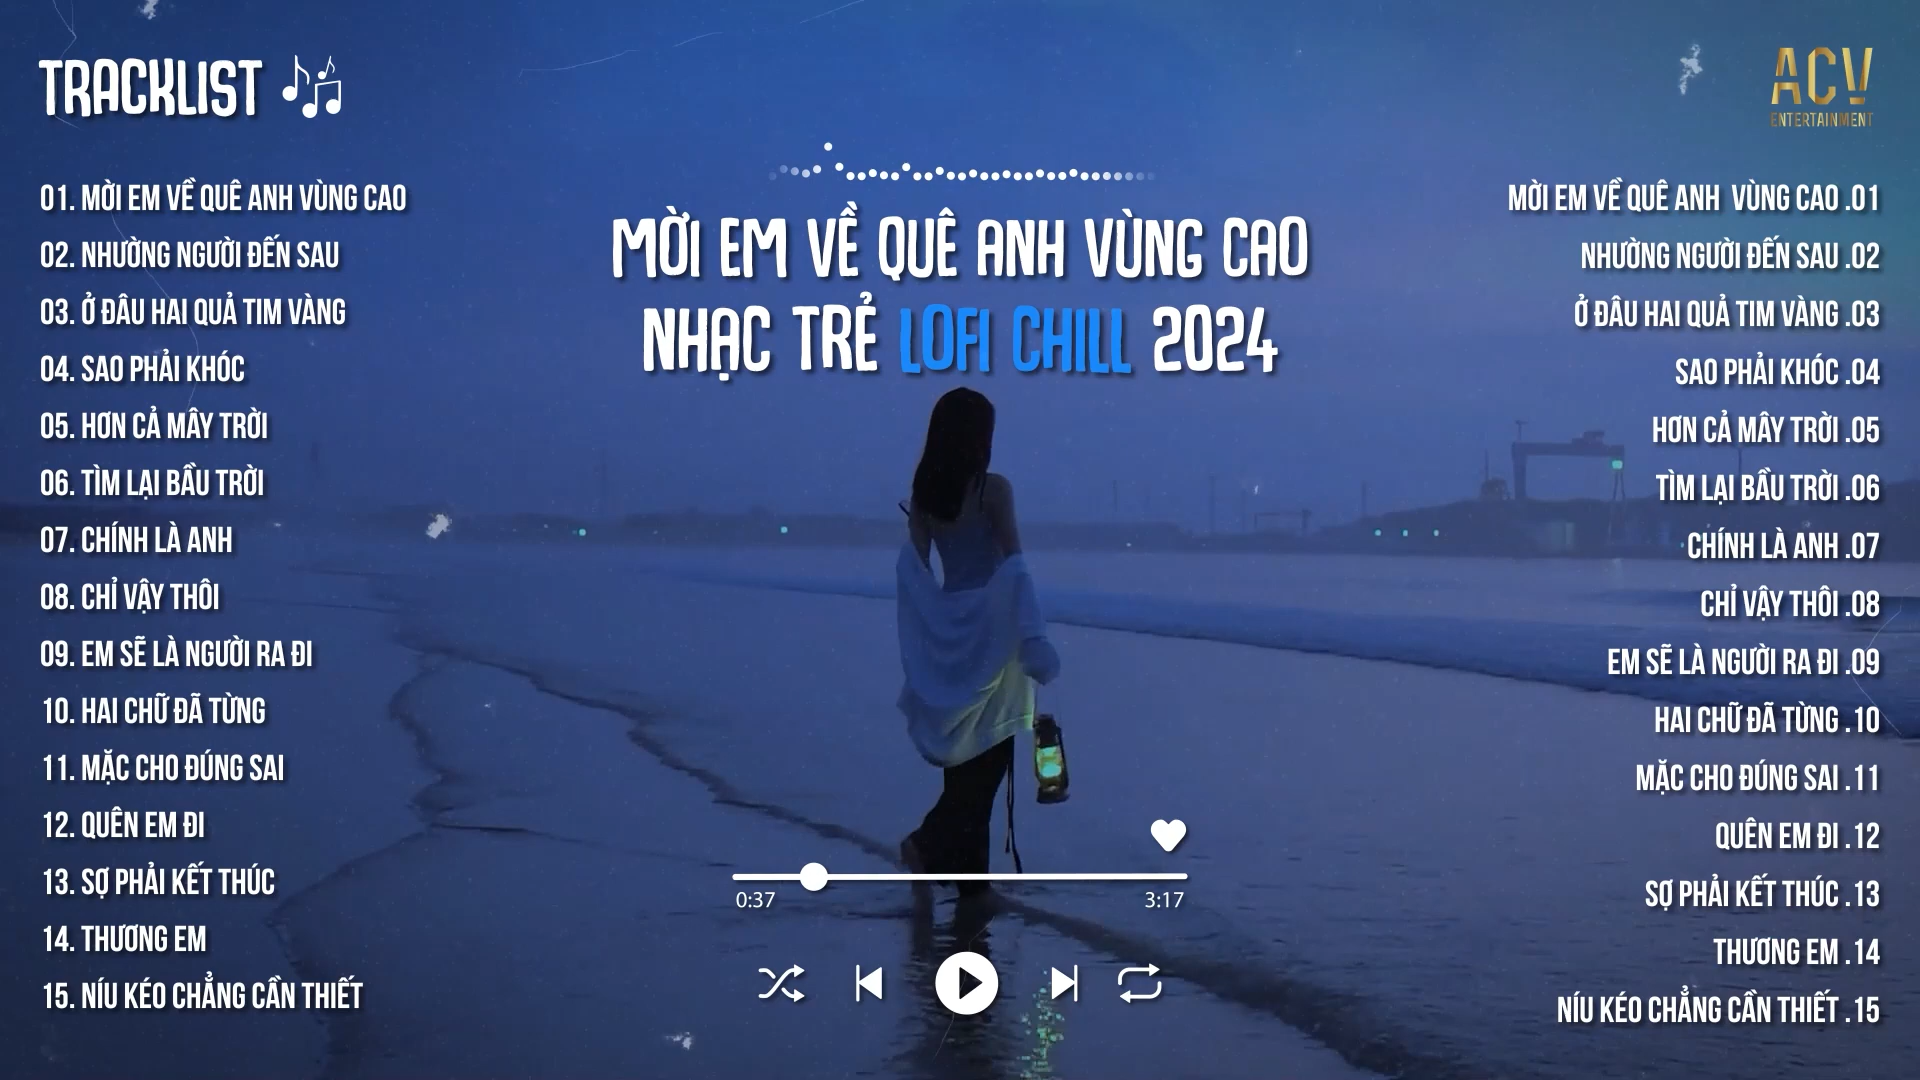 TRACKLIST
ACV
ENTERTAINMENT
MỜI EM VỀ QUÊ ANH VÙNG CAO
NHẠC TRẺ LOFI CHILL 2024
01. MỜI EM VỀ QUÊ ANH VÙNG CAO
02. NHƯỜNG NGƯỜI ĐẾN SAU
03. Ở ĐÂU HAI QUẢ TIM VÀNG
04. SAO PHẢI KHÓC
05. HƠN CẢ MÂY TRỜI
06. TÌM LẠI BẦU TRỜI
07. CHÍNH LÀ ANH
08. CHỈ VẬY THÔI
09. EM SẼ LÀ NGƯỜI RA ĐI
10. HAI CHỮ ĐÃ TỪNG
11. MẶC CHO ĐÚNG SAI
12. QUÊN EM ĐI
13. SỢ PHẢI KẾT THÚC
14. THƯƠNG EM
15. NÍU KÉO CHẲNG CẦN THIẾT
MỜI EM VỀ QUÊ ANH VÙNG CAO .01
NHƯỜNG NGƯỜI ĐẾN SAU .02
Ở ĐÂU HAI QUẢ TIM VÀNG .03
SAO PHẢI KHÓC .04
HƠN CẢ MÂY TRỜI .05
TÌM LẠI BẦU TRỜI .06
CHÍNH LÀ ANH .07
CHỈ VẬY THÔI .08
EM SẼ LÀ NGƯỜI RA ĐI .09
HAI CHỮ ĐÃ TỪNG .10
MẶC CHO ĐÚNG SAI .11
QUÊN EM ĐI .12
SỢ PHẢI KẾT THÚC .13
THƯƠNG EM .14
NÍU KÉO CHẲNG CẦN THIẾT .15
0:37
3:17